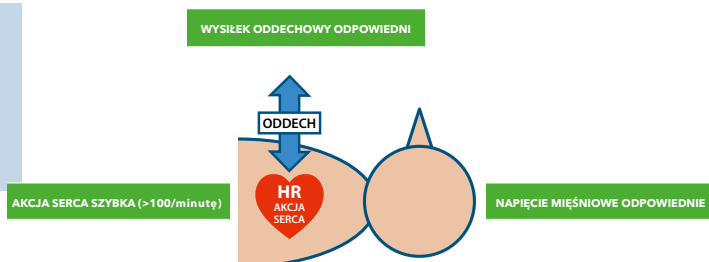 WYSIŁEK ODDECHOWY ODPOWIEDNI
ODDECH
HR
AKCJA
SERCA
AKCJA SERCA SZYBKA (>100/minutę)
NAPIĘCIE MIĘŚNIOWE ODPOWIEDNIE